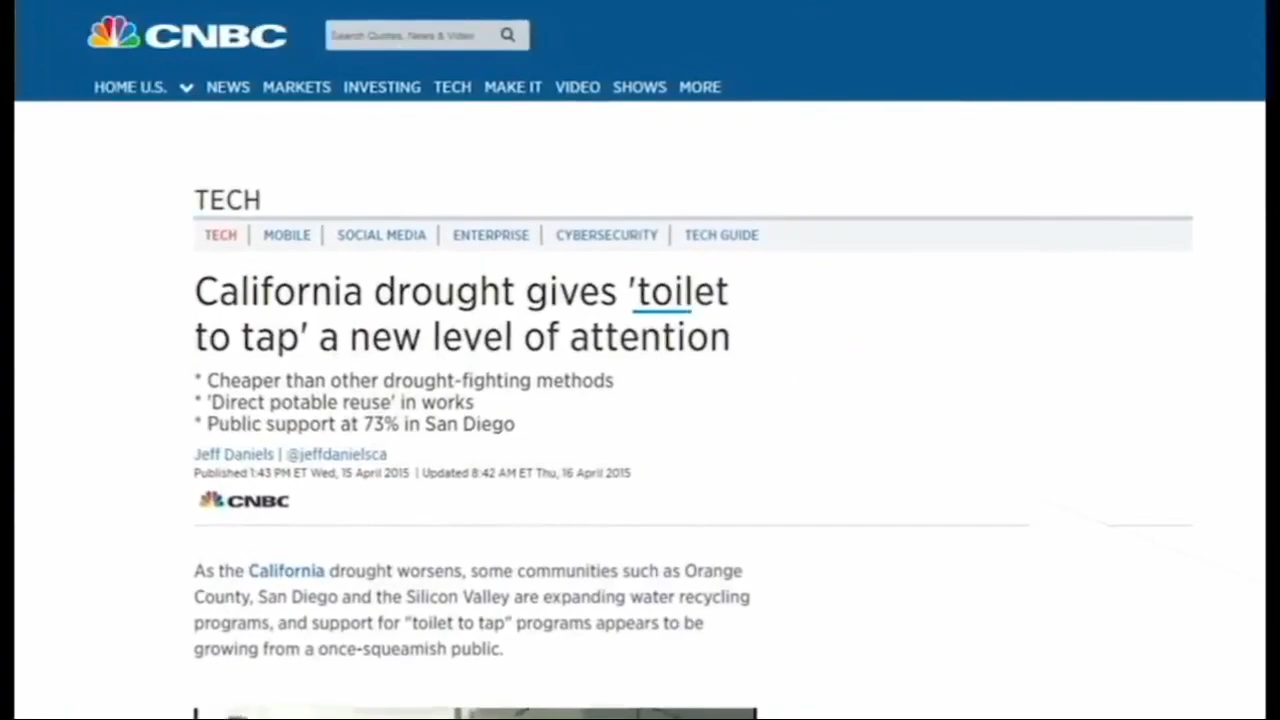 CNBC
Search Quotes, News & Video
HOME U.S. NEWS MARKETS INVESTING TECH MAKE IT VIDEO SHOWS MORE
TECH
TECH | MOBILE | SOCIAL MEDIA | ENTERPRISE | CYBERSECURITY | TECH GUIDE
California drought gives 'toilet
to tap' a new level of attention
* Cheaper than other drought-fighting methods
* 'Direct potable reuse' in works
* Public support at 73% in San Diego
Jeff Daniels | @jeffdanielsca
Published 1:43 PM ET Wed, 15 April 2015 | Updated 8:42 AM ET Thu, 16 April 2015
CNBC
As the California drought worsens, some communities such as Orange
County, San Diego and the Silicon Valley are expanding water recycling
programs, and support for "toilet to tap" programs appears to be
growing from a once-squeamish public.